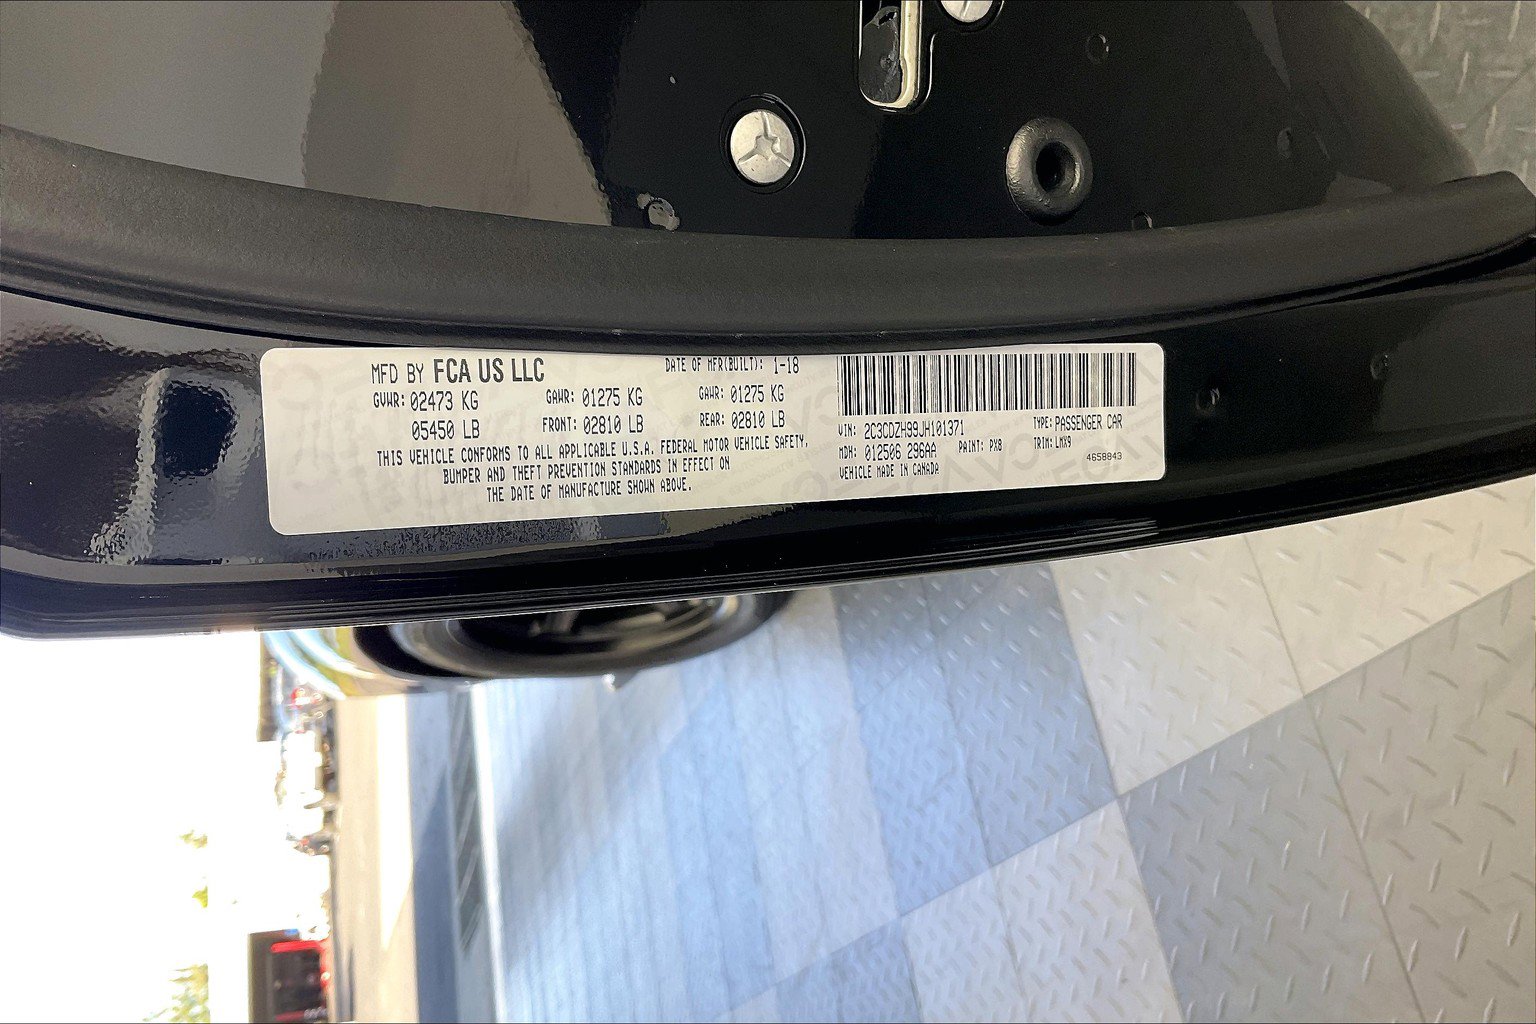 MFD BY FCA US LLC DATE OF MFR(BUILT): 1-18
GVWR: 02473 KG GAWR: 01275 KG GAWR: 01275 KG
05450 LB FRONT: 02810 LB REAR: 02810 LB
THIS VEHICLE CONFORMS TO ALL APPLICABLE U.S.A. FEDERAL MOTOR VEHICLE SAFETY,
BUMPER AND THEFT PREVENTION STANDARDS IN EFFECT ON
THE DATE OF MANUFACTURE SHOWN ABOVE.
VIN: 2C3CDZH99JH101371 TYPE: PASSENGER CAR
MDH: 012506 296AA PAINT: PX8 TRIM: LMX9
VEHICLE MADE IN CANADA 4658843